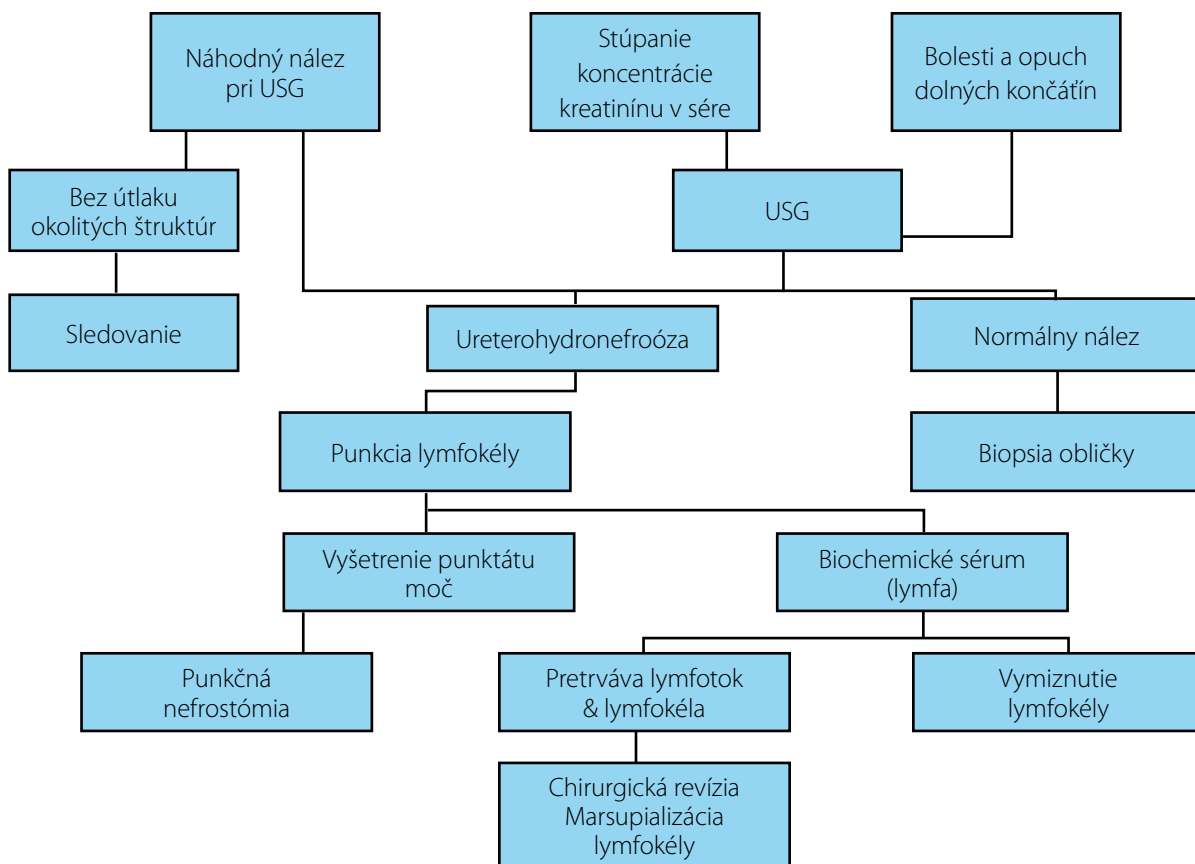 Náhodný nález
pri USG
Stúpanie
koncentrácie
kreatinínu v sére
Bolesti a opuch
dolných končáťín
Bez útlaku
okolitých štruktúr
USG
Sledovanie
Ureterohydronefroóza
Normálny nález
Punkcia lymfokély
Biopsia obličky
Vyšetrenie punktátu
moč
Biochemické sérum
(lymfa)
Punkčná
nefrostómia
Pretrváva lymfotok
& lymfokéla
Vymiznutie
lymfokély
Chirurgická revízia
Marsupializácia
lymfokély